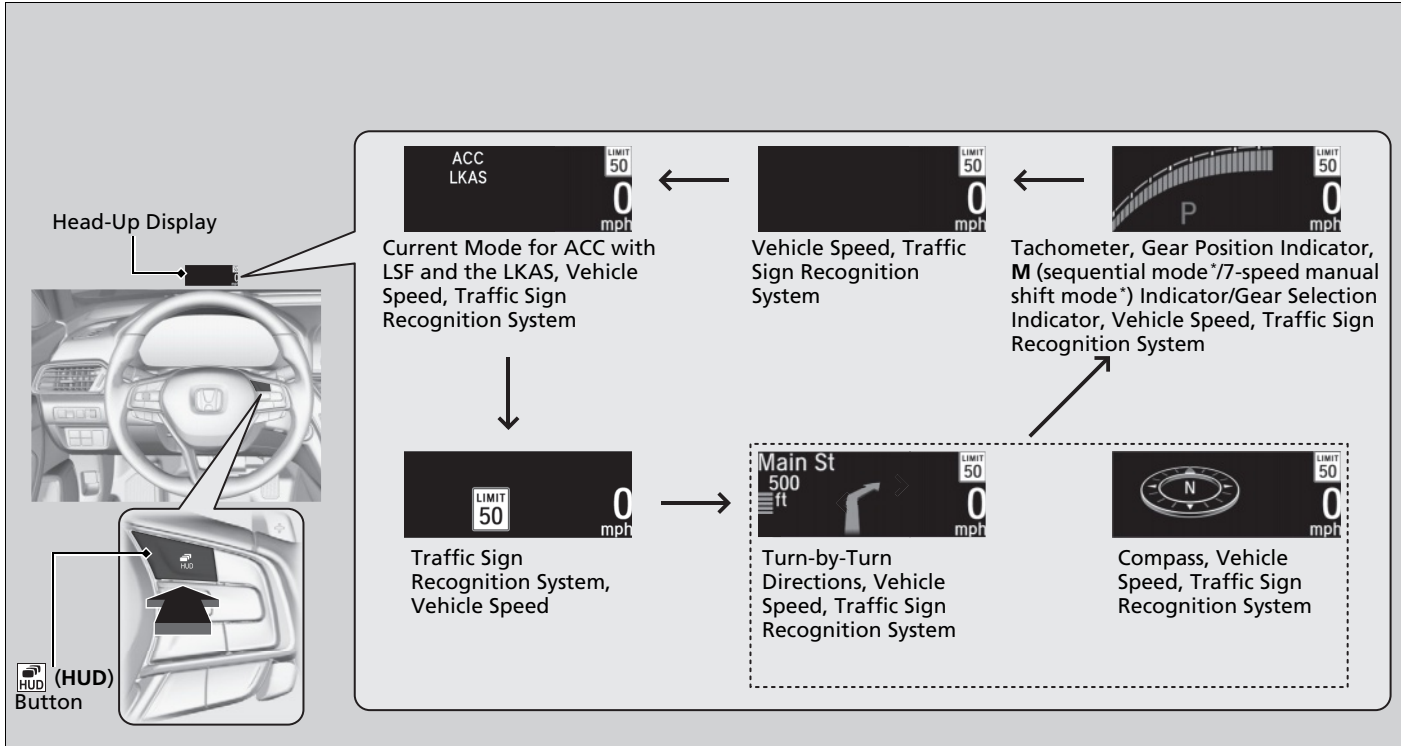 Head-Up Display
HUD
HUD (HUD)
Button
ACC
LKAS
LIMIT
50
0
mph
Current Mode for ACC with
LSF and the LKAS, Vehicle
Speed, Traffic Sign
Recognition System
LIMIT
50
0
mph
Vehicle Speed, Traffic
Sign Recognition
System
P
LIMIT
50
0
mph
Tachometer, Gear Position Indicator,
M (sequential mode*/7-speed manual
shift mode*) Indicator/Gear Selection
Indicator, Vehicle Speed, Traffic Sign
Recognition System
LIMIT
50
0
mph
Traffic Sign
Recognition System,
Vehicle Speed
Main St
500
ft
LIMIT
50
0
mph
Turn-by-Turn
Directions, Vehicle
Speed, Traffic Sign
Recognition System
N
LIMIT
50
0
mph
Compass, Vehicle
Speed, Traffic Sign
Recognition System